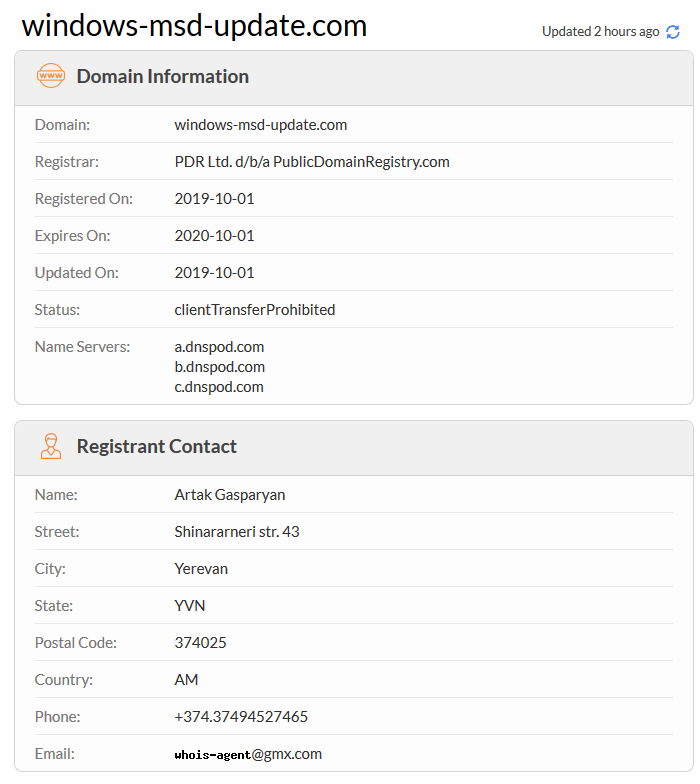 windows-msd-update.com
Updated 2 hours ago
www
Domain Information
Domain: windows-msd-update.com
Registrar: PDR Ltd. d/b/a PublicDomainRegistry.com
Registered On: 2019-10-01
Expires On: 2020-10-01
Updated On: 2019-10-01
Status: clientTransferProhibited
Name Servers: a.dnspod.com
b.dnspod.com
c.dnspod.com
Registrant Contact
Name: Artak Gasparyan
Street: Shinararneri str. 43
City: Yerevan
State: YVN
Postal Code: 374025
Country: AM
Phone: +374.37494527465
Email: whois-agent@gmx.com